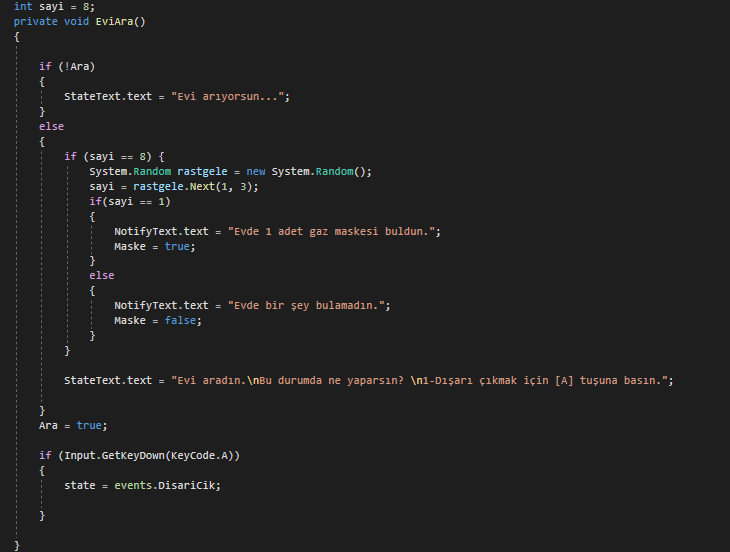 int sayi = 8;
private void EviAra()
{
if (!Ara)
{
StateText.text = "Evi arıyorsun...";
}
else
{
if (sayi == 8) {
System.Random rastgele = new System.Random();
sayi = rastgele.Next(1, 3);
if(sayi == 1)
{
NotifyText.text = "Evde 1 adet gaz maskesi buldun.";
Maske = true;
}
else
{
NotifyText.text = "Evde bir şey bulamadın.";
Maske = false;
}
}
StateText.text = "Evi aradın.\nBu durumda ne yaparsın? \n1-Dışarı çıkmak için [A] tuşuna basın.";
}
Ara = true;
if (Input.GetKeyDown(KeyCode.A))
{
state = events.DisariCik;
}
}